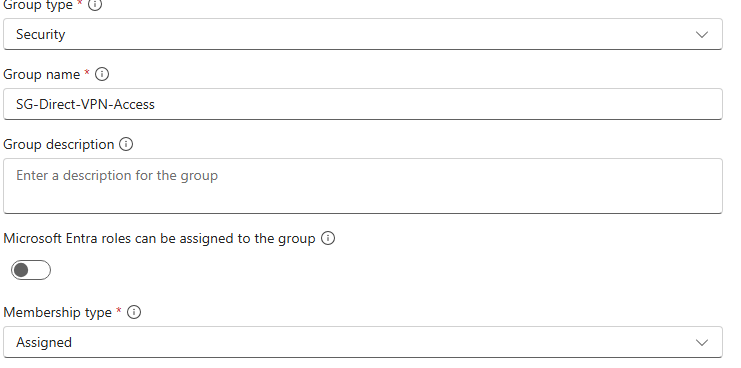 Group type *
Security
Group name *
SG-Direct-VPN-Access
Group description
Enter a description for the group
Microsoft Entra roles can be assigned to the group
Membership type *
Assigned